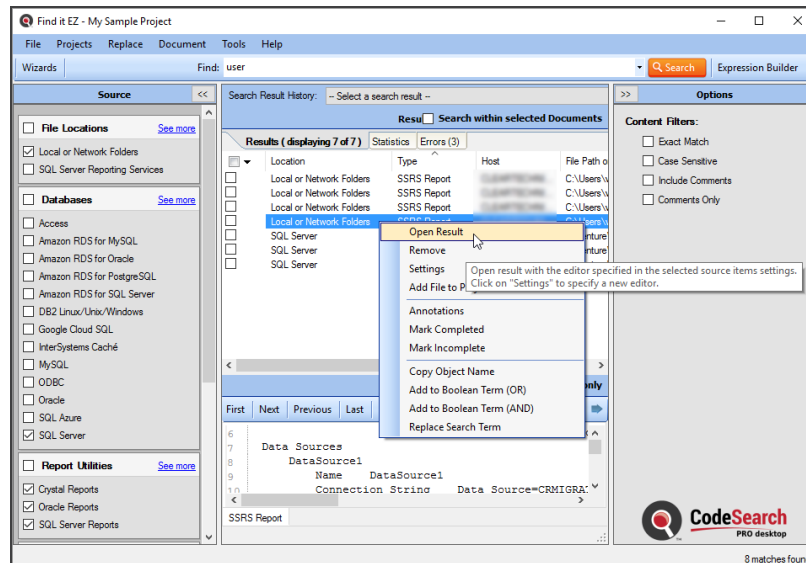 Find it EZ - My Sample Project
File Projects Replace Document Tools Help
Wizards Find: user Search Expression Builder
Source <<
File Locations See more
Local or Network Folders
SQL Server Reporting Services
Databases See more
Access
Amazon RDS for MySQL
Amazon RDS for Oracle
Amazon RDS for PostgreSQL
Amazon RDS for SQL Server
DB2 Linux/Unix/Windows
Google Cloud SQL
InterSystems Caché
MySQL
ODBC
Oracle
SQL Azure
SQL Server
Report Utilities See more
Crystal Reports
Oracle Reports
SQL Server Reports
Search Result History: -- Select a search result --
Resu Search within selected Documents
Results ( displaying 7 of 7 ) Statistics Errors (3)
Location Type Host File Path o
Local or Network Folders SSRS Report C:\Users\v
Local or Network Folders SSRS Report C:\Users\v
Local or Network Folders SSRS Report C:\Users\v
Local or Network Folders SSRS Report C:\Users\v
SQL Server nture
SQL Server nture
SQL Server
Open Result
Remove
Settings
Add File to P
Open result with the editor specified in the selected source items settings.
Click on "Settings" to specify a new editor.
Annotations
Mark Completed
Mark Incomplete
Copy Object Name
Add to Boolean Term (OR)
Add to Boolean Term (AND)
Replace Search Term
nly
First Next Previous Last
6
7 Data Sources
8 DataSource1
9 Name DataSource1
10 Connection String Data Source=CRMIGRA
SSRS Report
>> Options
Content Filters:
Exact Match
Case Sensitive
Include Comments
Comments Only
CodeSearch
PRO desktop
8 matches foun